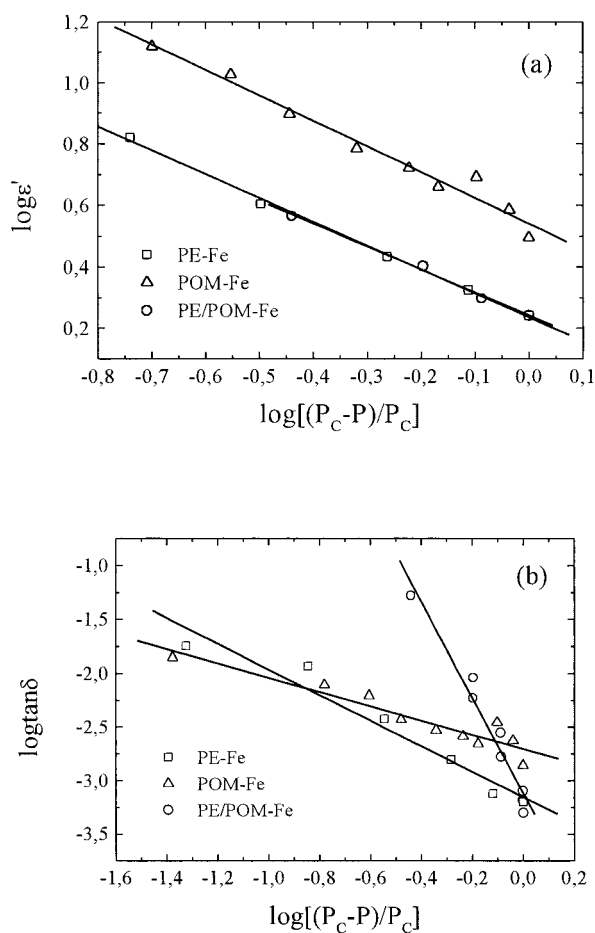 (a)
1,2
1,0
0,8
0,6
0,4
0,2
logε'
PE-Fe
POM-Fe
PE/POM-Fe
-0,8 -0,7 -0,6 -0,5 -0,4 -0,3 -0,2 -0,1 0,0 0,1
log[(P_C-P)/P_C]
(b)
-1,0
-1,5
-2,0
-2,5
-3,0
-3,5
logtanδ
PE-Fe
POM-Fe
PE/POM-Fe
-1,6 -1,4 -1,2 -1,0 -0,8 -0,6 -0,4 -0,2 0,0 0,2
log[(P_C-P)/P_C]